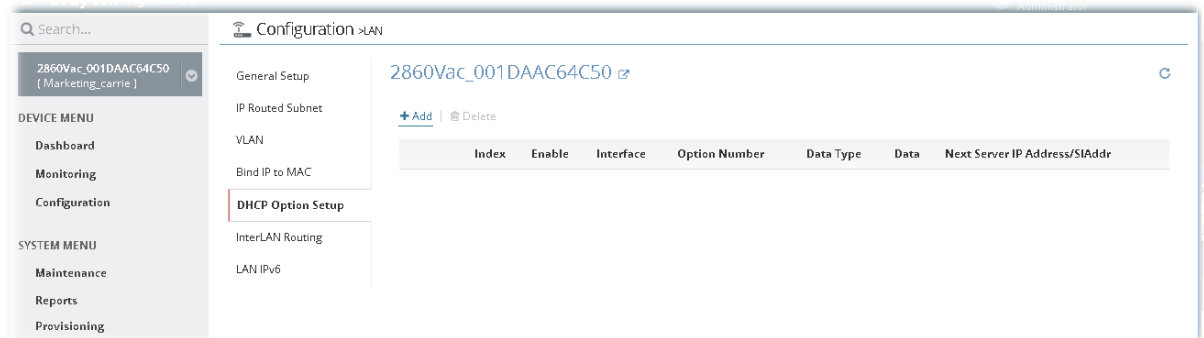 Administrator
Search...
Configuration >LAN
2860Vac_001DAAC64C50
( Marketing_carrie )
DEVICE MENU
Dashboard
Monitoring
Configuration
SYSTEM MENU
Maintenance
Reports
Provisioning
General Setup
IP Routed Subnet
VLAN
Bind IP to MAC
DHCP Option Setup
InterLAN Routing
LAN IPv6
2860Vac_001DAAC64C50
+ Add | Delete
Index Enable Interface Option Number Data Type Data Next Server IP Address/SIAddr